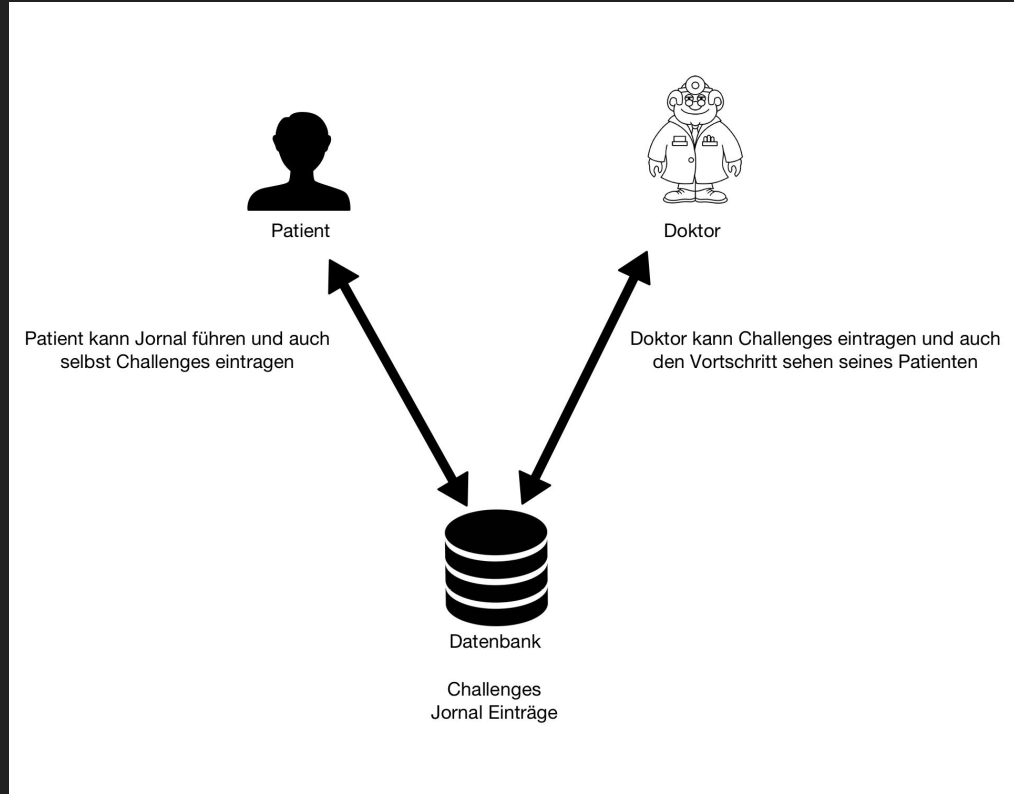 Patient
Doktor
Patient kann Jornal führen und auch
selbst Challenges eintragen
Doktor kann Challenges eintragen und auch
den Vortschritt sehen seines Patienten
Datenbank
Challenges
Jornal Einträge